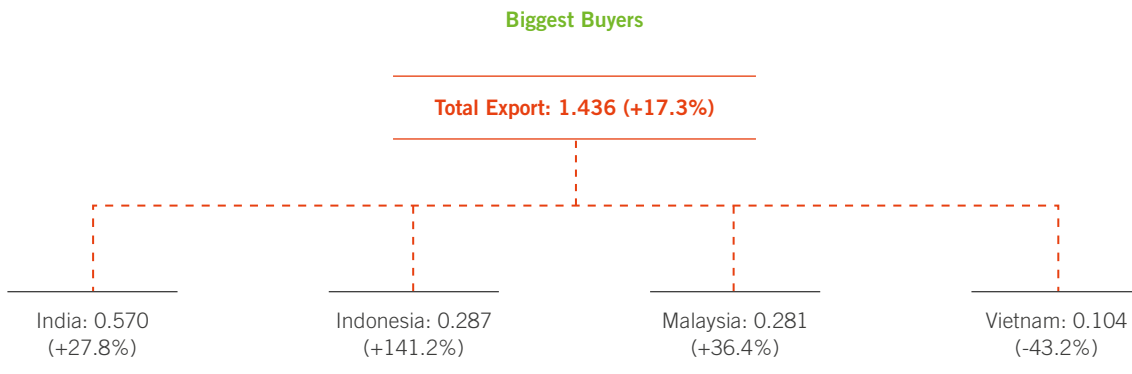 Biggest Buyers
Total Export: 1.436 (+17.3%)
India: 0.570
(+27.8%)
Indonesia: 0.287
(+141.2%)
Malaysia: 0.281
(+36.4%)
Vietnam: 0.104
(-43.2%)